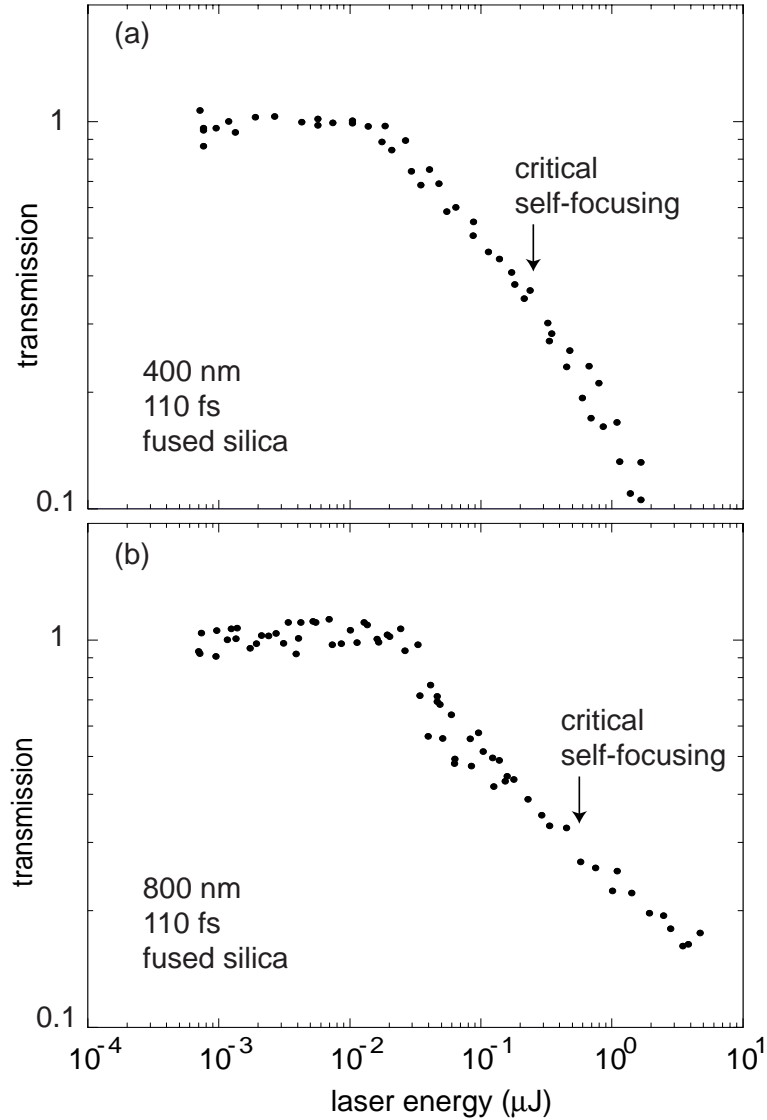 (a)
1
critical
self-focusing
transmission
400 nm
110 fs
fused silica
0.1
(b)
1
critical
self-focusing
transmission
800 nm
110 fs
fused silica
0.1
10⁻⁴ 10⁻³ 10⁻² 10⁻¹ 10⁰ 10¹
laser energy (μJ)